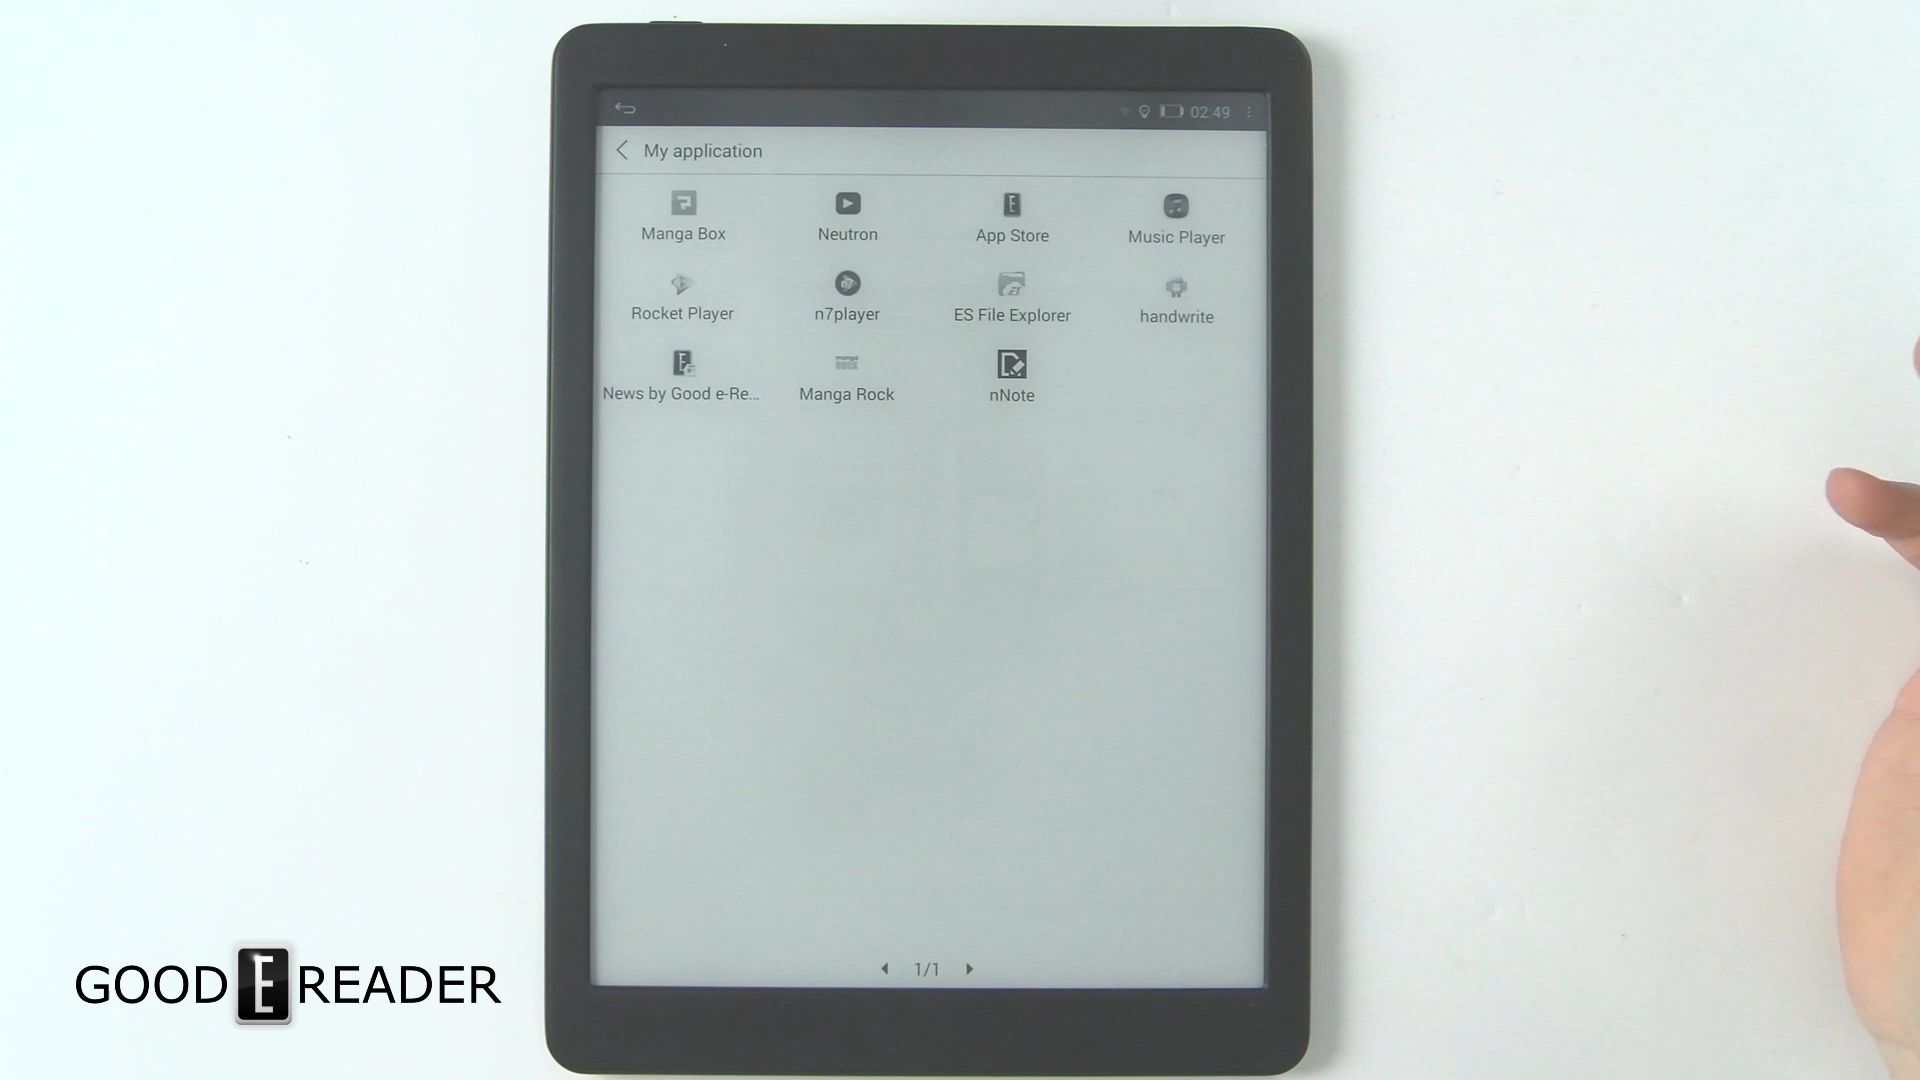 02:49
My application
Manga Box
Neutron
App Store
Music Player
Rocket Player
n7player
ES File Explorer
handwrite
News by Good e-Re...
Manga Rock
nNote
1/1
GOOD E READER